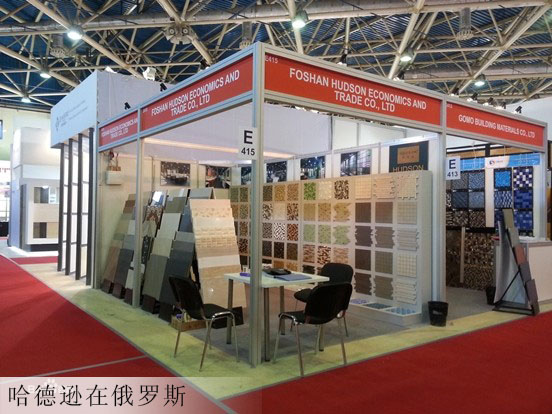 E415
FOSHAN HUDSON ECONOMICS AND
TRADE CO., LTD
FOSHAN HUDSON ECONOMICS AND
TRADE CO., LTD
GOMO BUILDING MATERIALS CO., LTD
E
415
E
413
HUDSON
哈德逊在俄罗斯